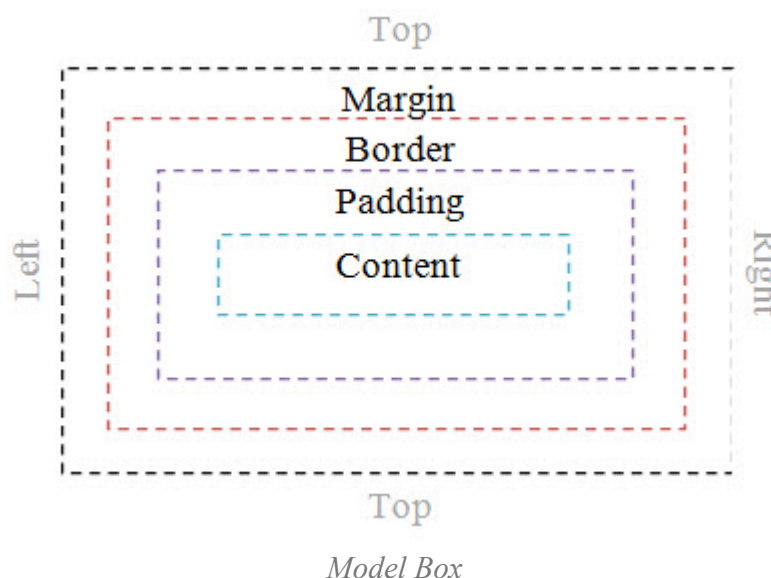 Top
Margin
Border
Padding
Content
Left
Right
Top
Model Box